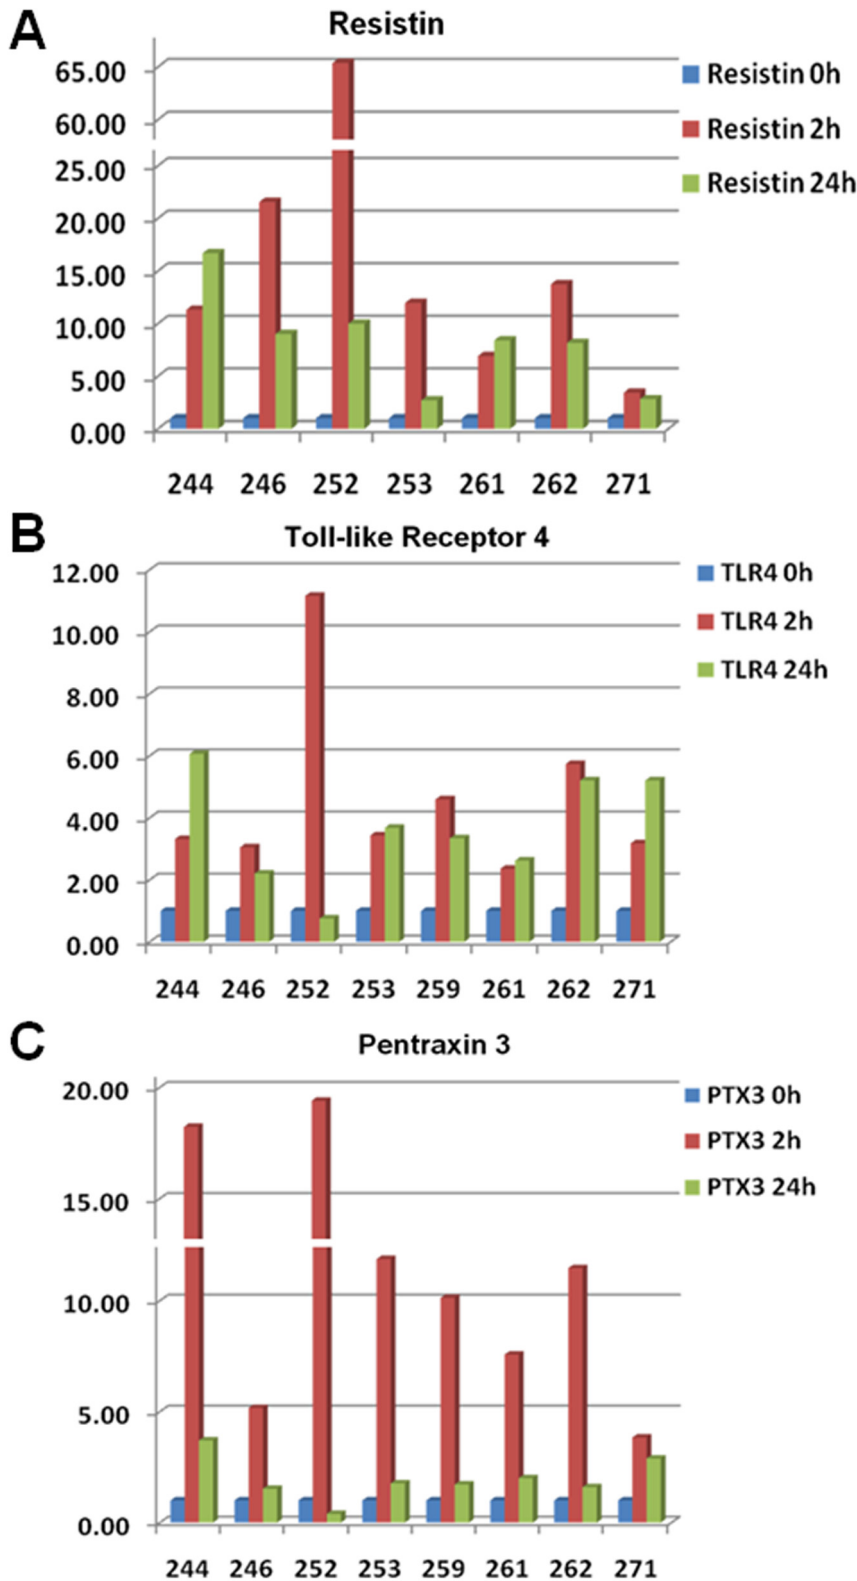 A
Resistin
65.00
60.00
25.00
20.00
15.00
10.00
5.00
0.00
Resistin 0h
Resistin 2h
Resistin 24h
244 246 252 253 261 262 271
B
Toll-like Receptor 4
12.00
10.00
8.00
6.00
4.00
2.00
0.00
TLR4 0h
TLR4 2h
TLR4 24h
244 246 252 253 259 261 262 271
C
Pentraxin 3
20.00
15.00
10.00
5.00
0.00
PTX3 0h
PTX3 2h
PTX3 24h
244 246 252 253 259 261 262 271